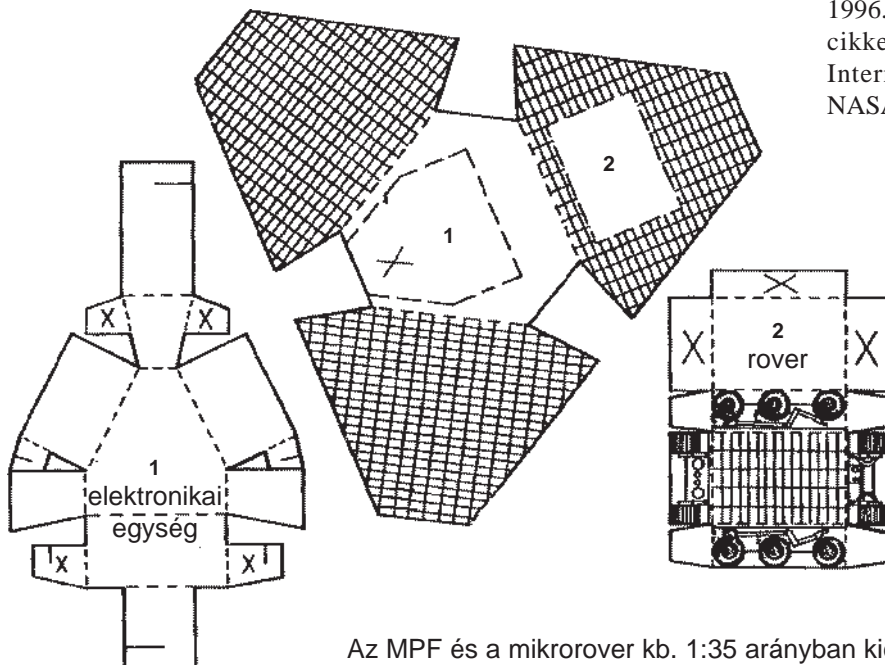 1996.
cikke
Inter
NASA
1
2
1
elektronikai
egység
2
rover
Az MPF és a mikrorover kb. 1:35 arányban ki